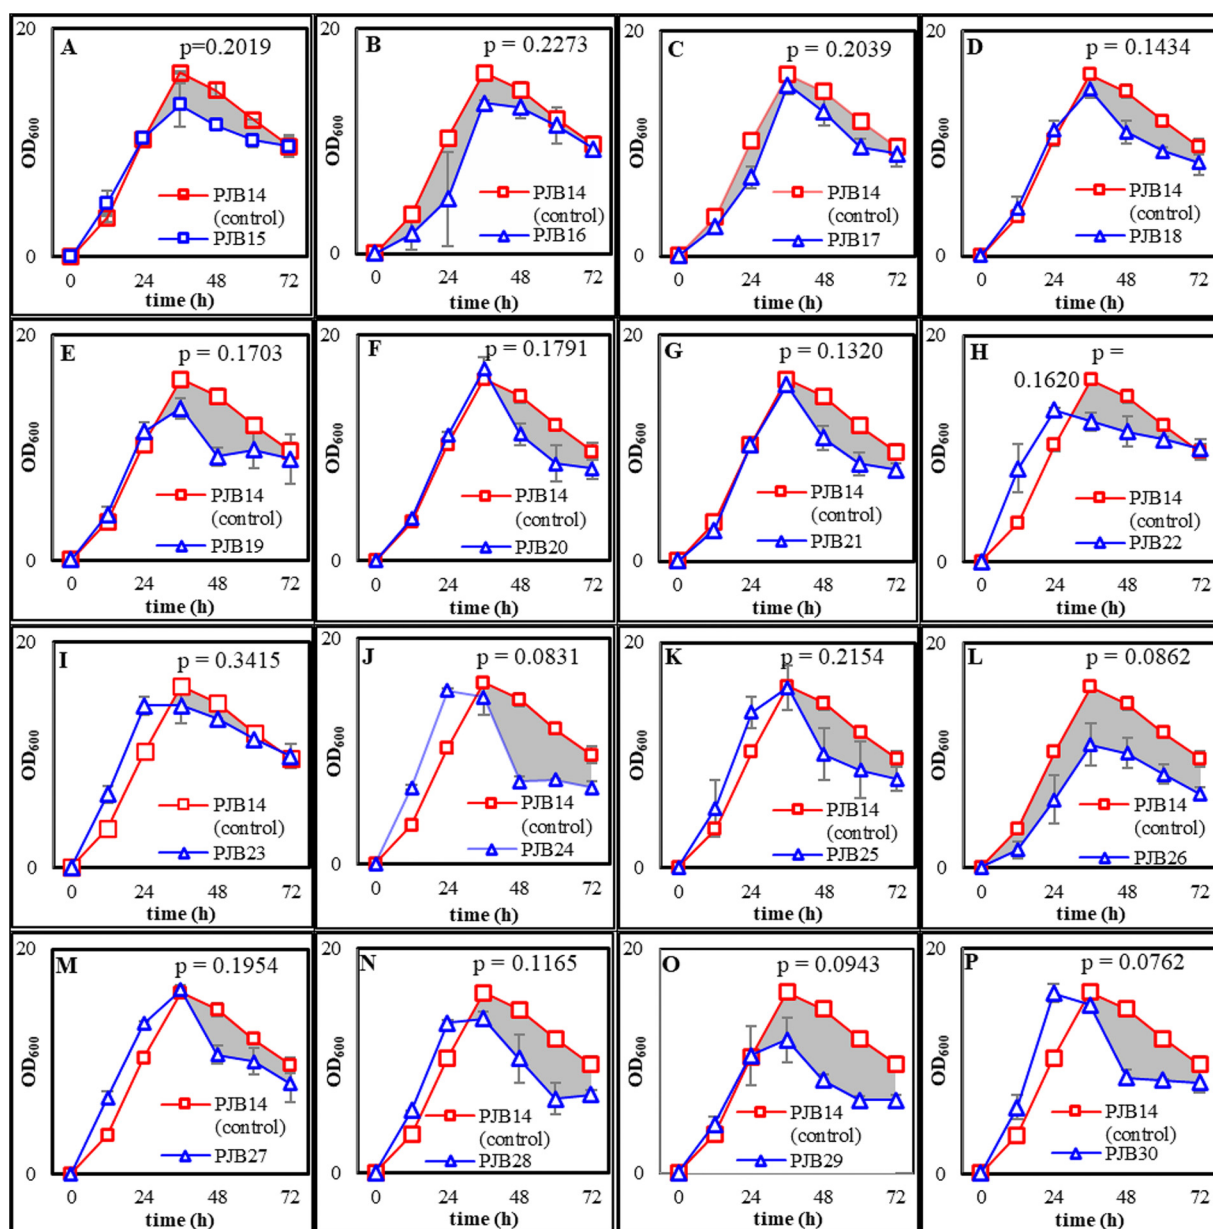 A
p=0.2019
20
OD600
PJB14
(control)
PJB15
0
0 24 48 72
time (h)
B
p = 0.2273
20
OD600
PJB14
(control)
PJB16
0
0 24 48 72
time (h)
C
p = 0.2039
20
OD600
PJB14
(control)
PJB17
0
0 24 48 72
time (h)
D
p = 0.1434
20
OD600
PJB14
(control)
PJB18
0
0 24 48 72
time (h)
E
p = 0.1703
20
OD600
PJB14
(control)
PJB19
0
0 24 48 72
time (h)
F
p = 0.1791
20
OD600
PJB14
(control)
PJB20
0
0 24 48 72
time (h)
G
p = 0.1320
20
OD600
PJB14
(control)
PJB21
0
0 24 48 72
time (h)
H
p =
0.1620
20
OD600
PJB14
(control)
PJB22
0
0 24 48 72
time (h)
I
p = 0.3415
20
OD600
PJB14
(control)
PJB23
0
0 24 48 72
time (h)
J
p = 0.0831
20
OD600
PJB14
(control)
PJB24
0
0 24 48 72
time (h)
K
p = 0.2154
20
OD600
PJB14
(control)
PJB25
0
0 24 48 72
time (h)
L
p = 0.0862
20
OD600
PJB14
(control)
PJB26
0
0 24 48 72
time (h)
M
p = 0.1954
20
OD600
PJB14
(control)
PJB27
0
0 24 48 72
time (h)
N
p = 0.1165
20
OD600
PJB14
(control)
PJB28
0
0 24 48 72
time (h)
O
p = 0.0943
20
OD600
PJB14
(control)
PJB29
0
0 24 48 72
time (h)
P
p = 0.0762
20
OD600
PJB14
(control)
PJB30
0
0 24 48 72
time (h)